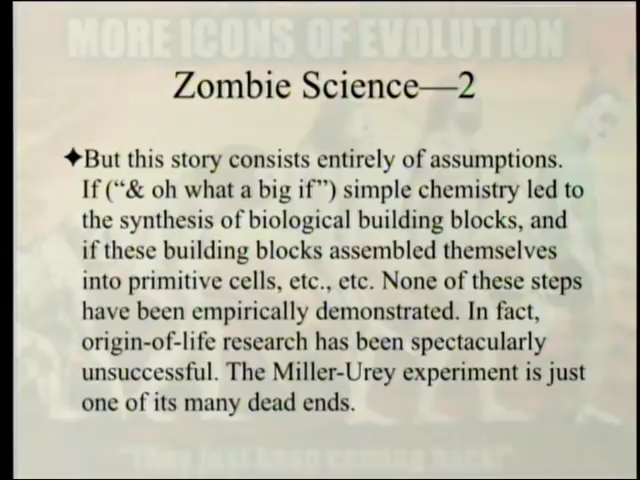 MORE ICONS OF EVOLUTION
Zombie Science—2
✦But this story consists entirely of assumptions.
If (“& oh what a big if”) simple chemistry led to
the synthesis of biological building blocks, and
if these building blocks assembled themselves
into primitive cells, etc., etc. None of these steps
have been empirically demonstrated. In fact,
origin-of-life research has been spectacularly
unsuccessful. The Miller-Urey experiment is just
one of its many dead ends.
"They just keep coming back!"